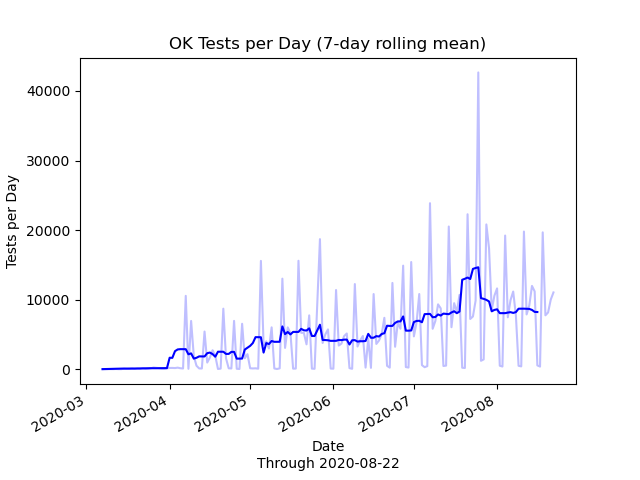 OK Tests per Day (7-day rolling mean)
40000
30000
20000
10000
0
Tests per Day
2020-03
2020-04
2020-05
2020-06
2020-07
2020-08
Date
Through 2020-08-22